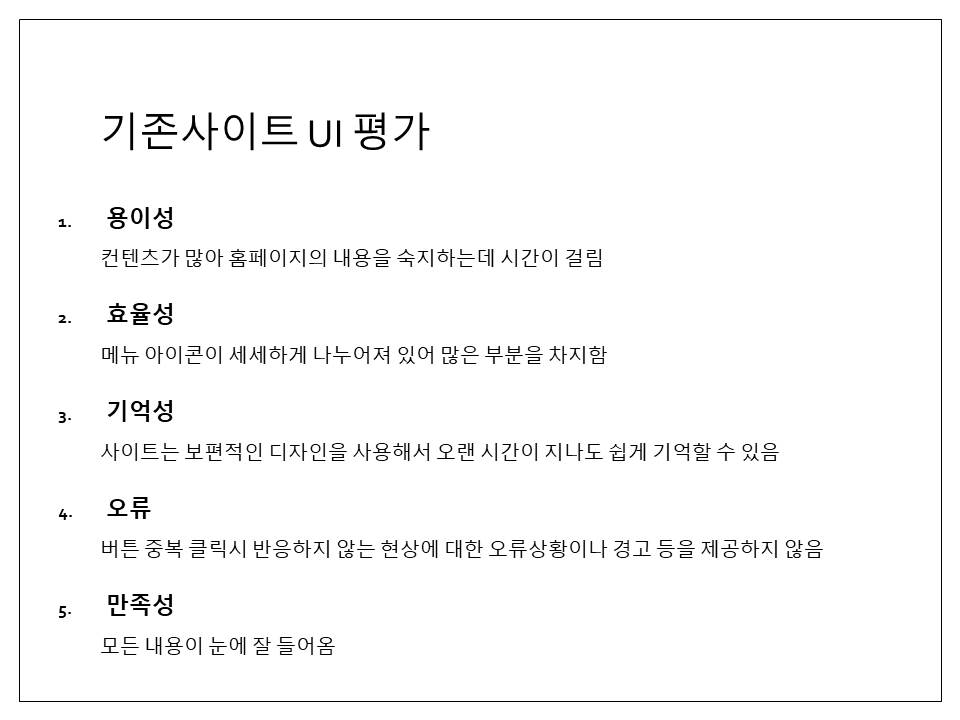 기존사이트 UI 평가
1. 용이성
컨텐츠가 많아 홈페이지의 내용을 숙지하는데 시간이 걸림
2. 효율성
메뉴 아이콘이 세세하게 나누어져 있어 많은 부분을 차지함
3. 기억성
사이트는 보편적인 디자인을 사용해서 오랜 시간이 지나도 쉽게 기억할 수 있음
4. 오류
버튼 중복 클릭시 반응하지 않는 현상에 대한 오류상황이나 경고 등을 제공하지 않음
5. 만족성
모든 내용이 눈에 잘 들어옴